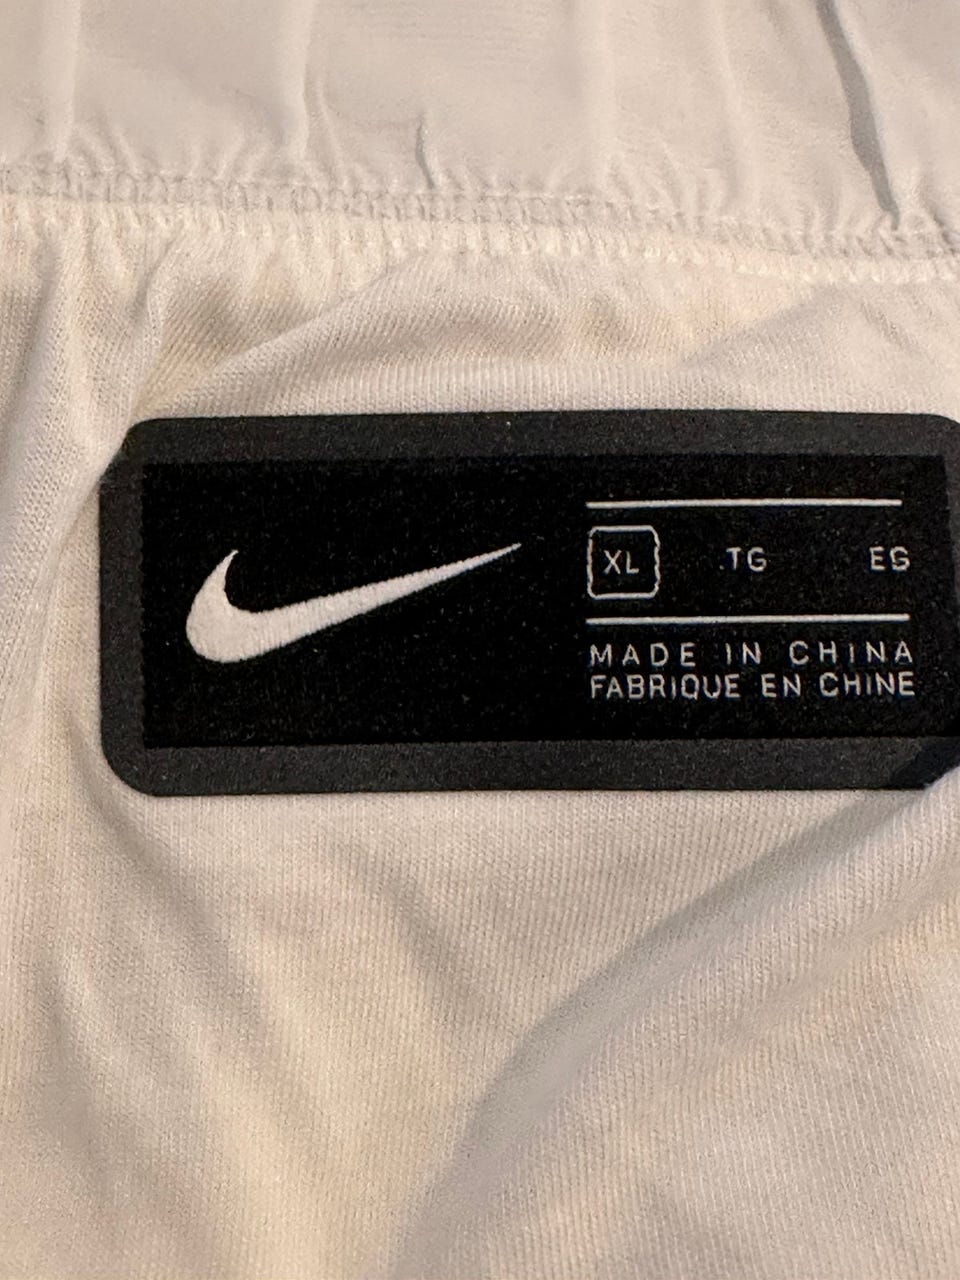 XL TG EG
MADE IN CHINA
FABRIQUE EN CHINE